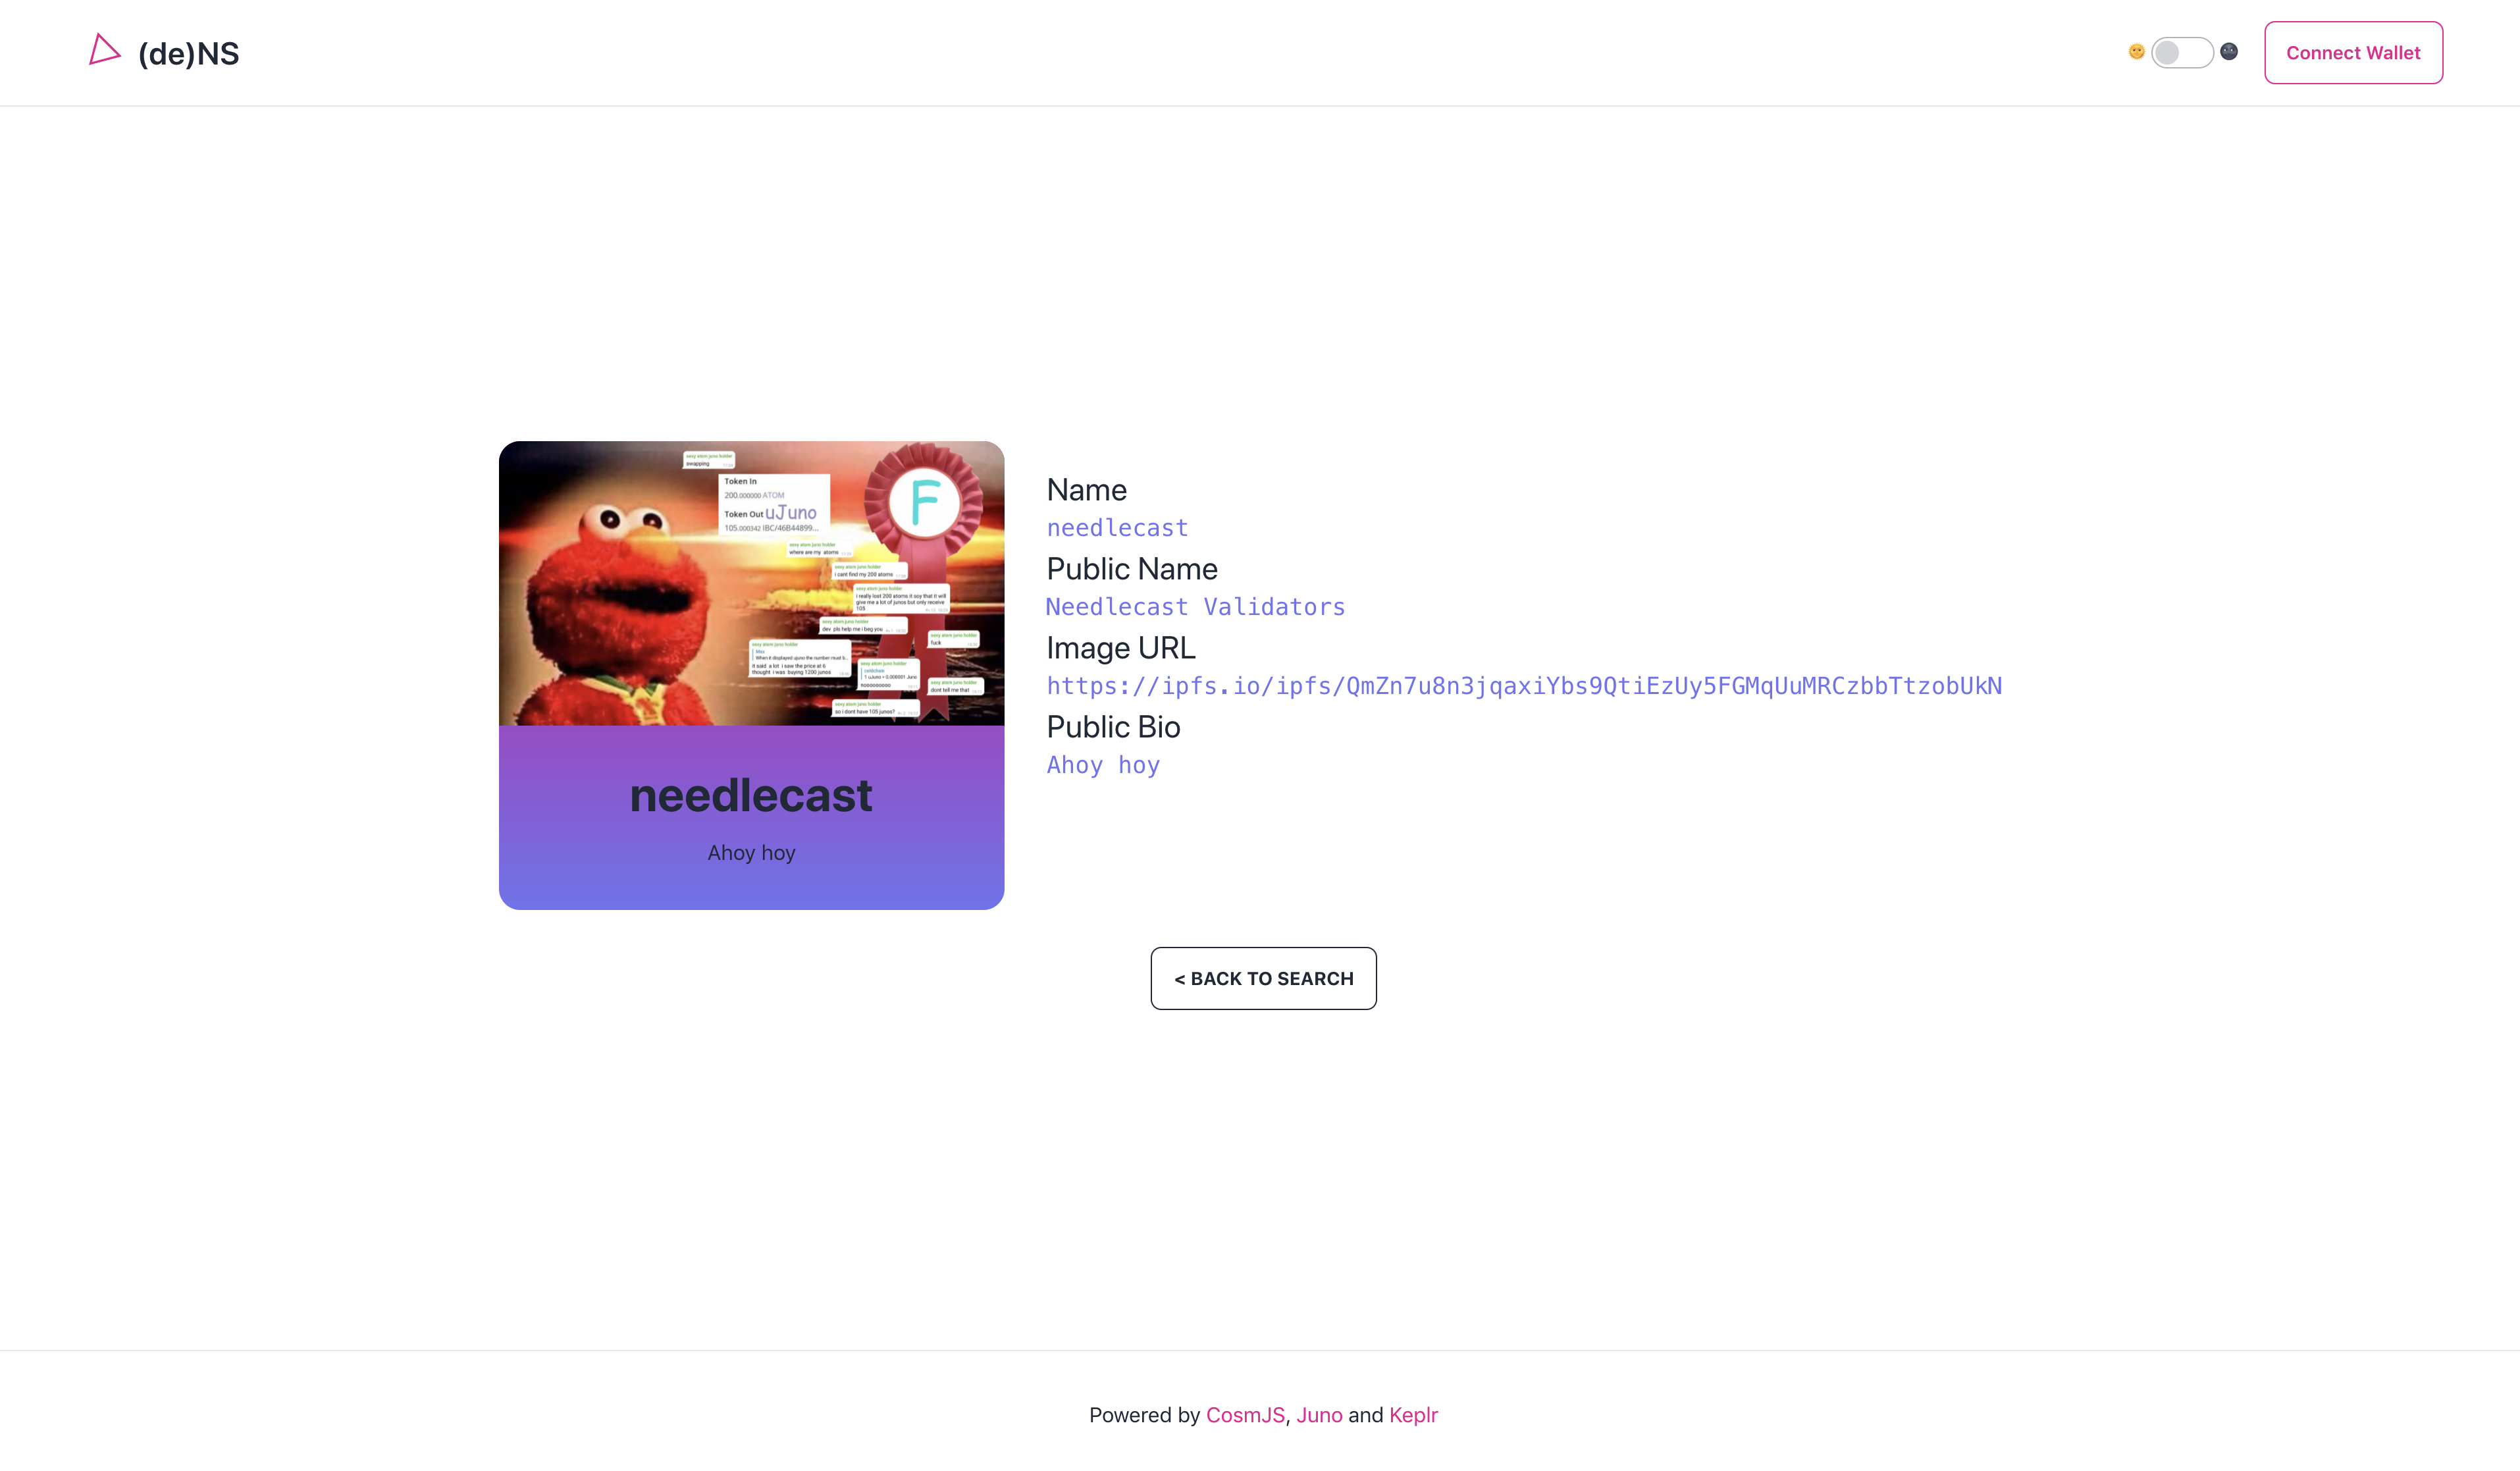 (de)NS
Connect Wallet
sexy atom juno holder
swapping
Token In
200.000000 ATOM
Token Out uJuno
105.000342 IBC/46B44899...
F
sexy atom juno holder
where are my atoms
sexy atom juno holder
i cant find my 200 atoms
sexy atom juno holder
i really lost 200 atoms it say that it will
give me a lot of junos but only receive
105
sexy atom juno holder
dev pls help me i beg you
sexy atom juno holder
fuck
sexy atom juno holder
Max
When it displayed ujuno the number must b...
it said a lot i saw the price at 6
thought i was buying 1200 junos
sexy atom juno holder
1 uJuno = 0.000001 Juno
noooooooooo
sexy atom juno holder
dont tell me that
sexy atom juno holder
so i dont have 105 junos?
needlecast
Ahoy hoy
Name
needlecast
Public Name
Needlecast Validators
Image URL
https://ipfs.io/ipfs/QmZn7u8n3jqaxiYbs9QtiEzUy5FGMqUuMRCzbbTtzobUkN
Public Bio
Ahoy hoy
< BACK TO SEARCH
Powered by CosmJS, Juno and Keplr